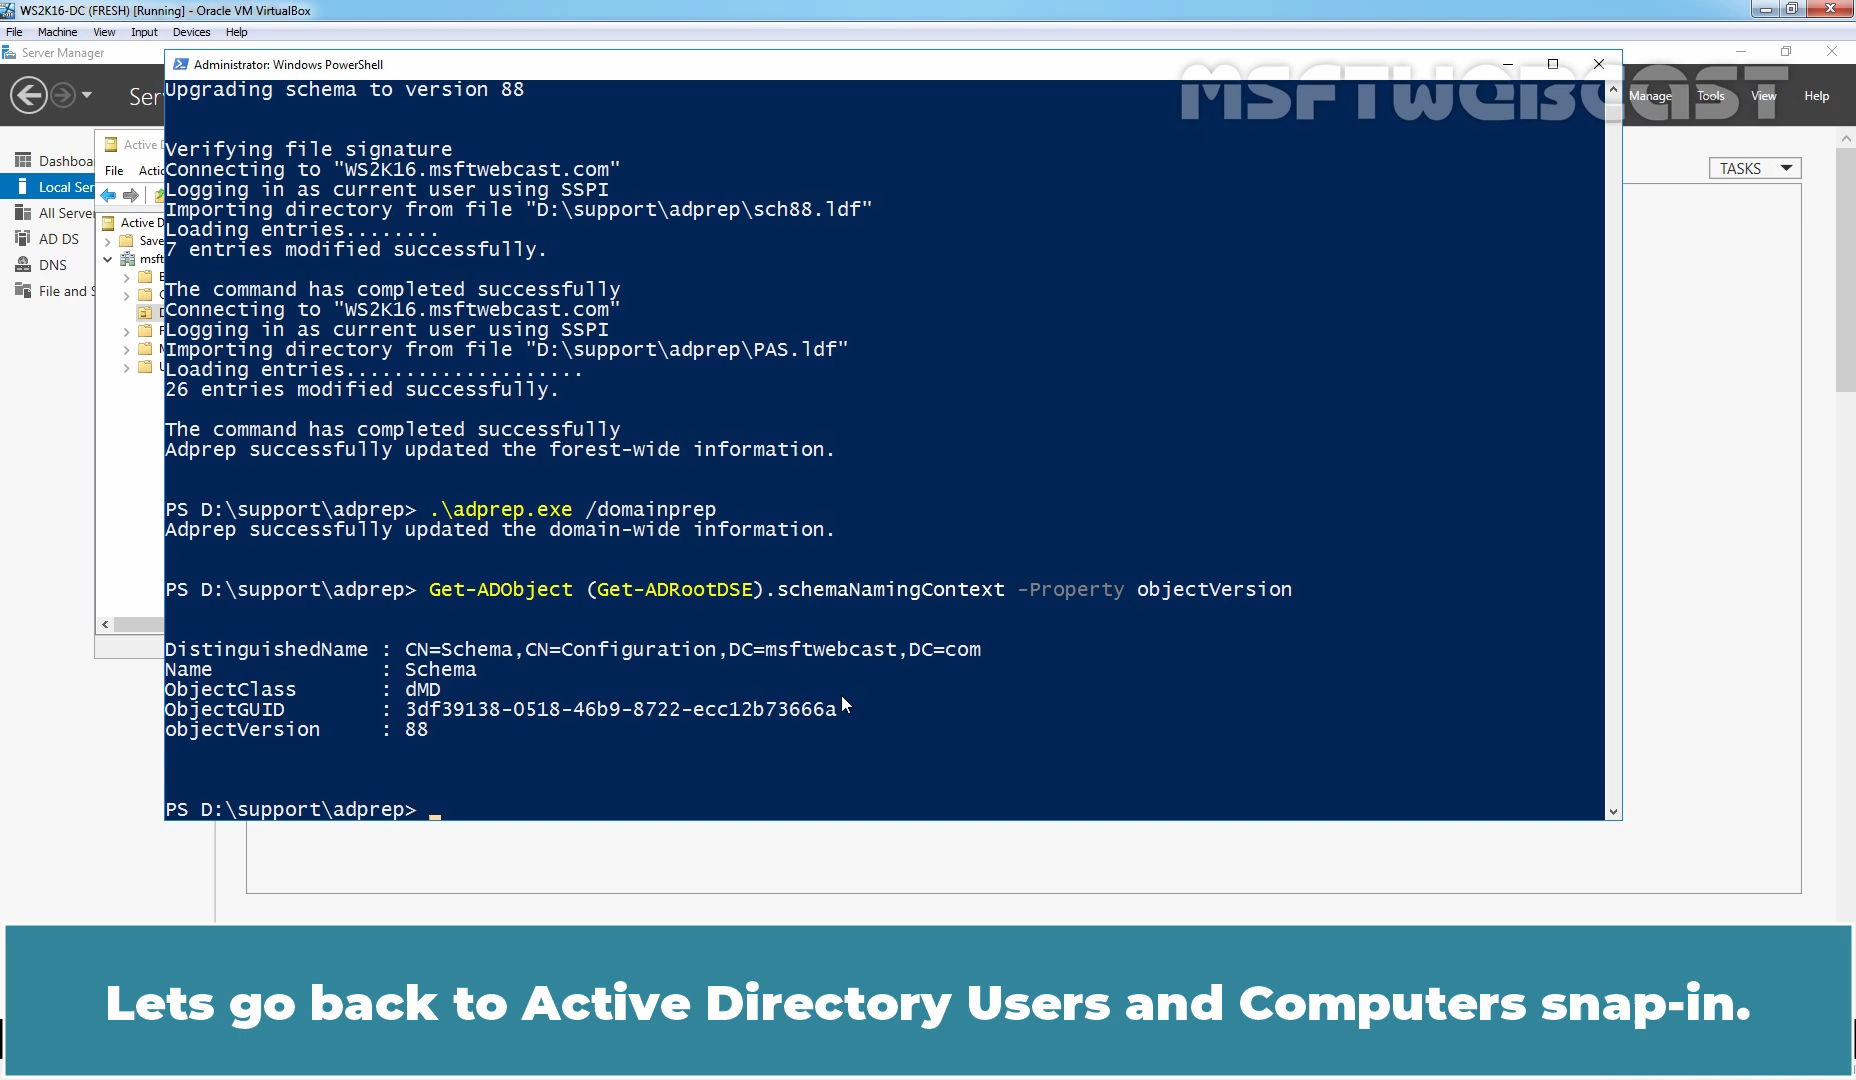 WS2K16-DC (FRESH) [Running] - Oracle VM VirtualBox
File Machine View Input Devices Help
Server Manager
Administrator: Windows PowerShell
MSFTWEBCAST
Manage Tools View Help
TASKS
Dashboa
Local Ser
All Serve
AD DS
DNS
File and S
Active D
File Actio
Active D
Save
msft
Upgrading schema to version 88
Verifying file signature
Connecting to "WS2K16.msftwebcast.com"
Logging in as current user using SSPI
Importing directory from file "D:\support\adprep\sch88.ldf"
Loading entries........
7 entries modified successfully.
The command has completed successfully
Connecting to "WS2K16.msftwebcast.com"
Logging in as current user using SSPI
Importing directory from file "D:\support\adprep\PAS.ldf"
Loading entries....................
26 entries modified successfully.
The command has completed successfully
Adprep successfully updated the forest-wide information.
PS D:\support\adprep> .\adprep.exe /domainprep
Adprep successfully updated the domain-wide information.
PS D:\support\adprep> Get-ADObject (Get-ADRootDSE).schemaNamingContext -Property objectVersion
DistinguishedName : CN=Schema,CN=Configuration,DC=msftwebcast,DC=com
Name : Schema
ObjectClass : dMD
ObjectGUID : 3df39138-0518-46b9-8722-ecc12b73666a
objectVersion : 88
PS D:\support\adprep>
Lets go back to Active Directory Users and Computers snap-in.